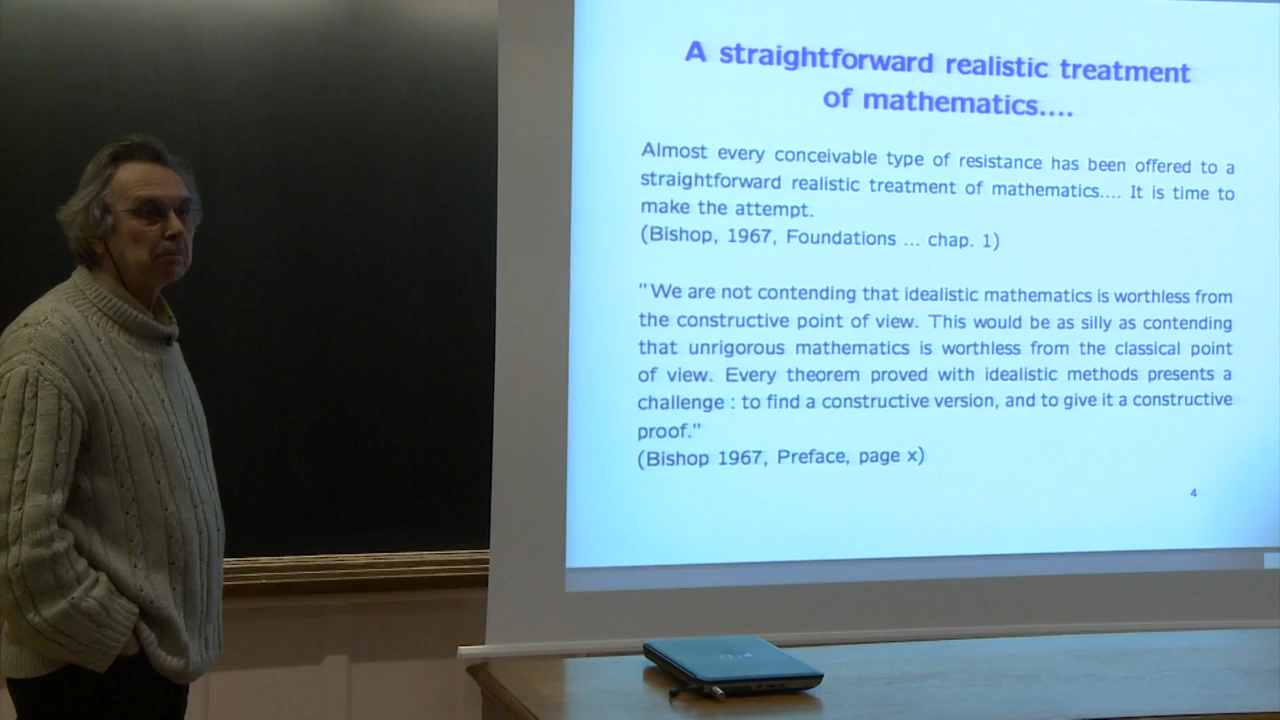 A straightforward realistic treatment
of mathematics....
Almost every conceivable type of resistance has been offered to a
straightforward realistic treatment of mathematics.... It is time to
make the attempt.
(Bishop, 1967, Foundations ... chap. 1)
"We are not contending that idealistic mathematics is worthless from
the constructive point of view. This would be as silly as contending
that unrigorous mathematics is worthless from the classical point
of view. Every theorem proved with idealistic methods presents a
challenge : to find a constructive version, and to give it a constructive
proof."
(Bishop 1967, Preface, page x)
4